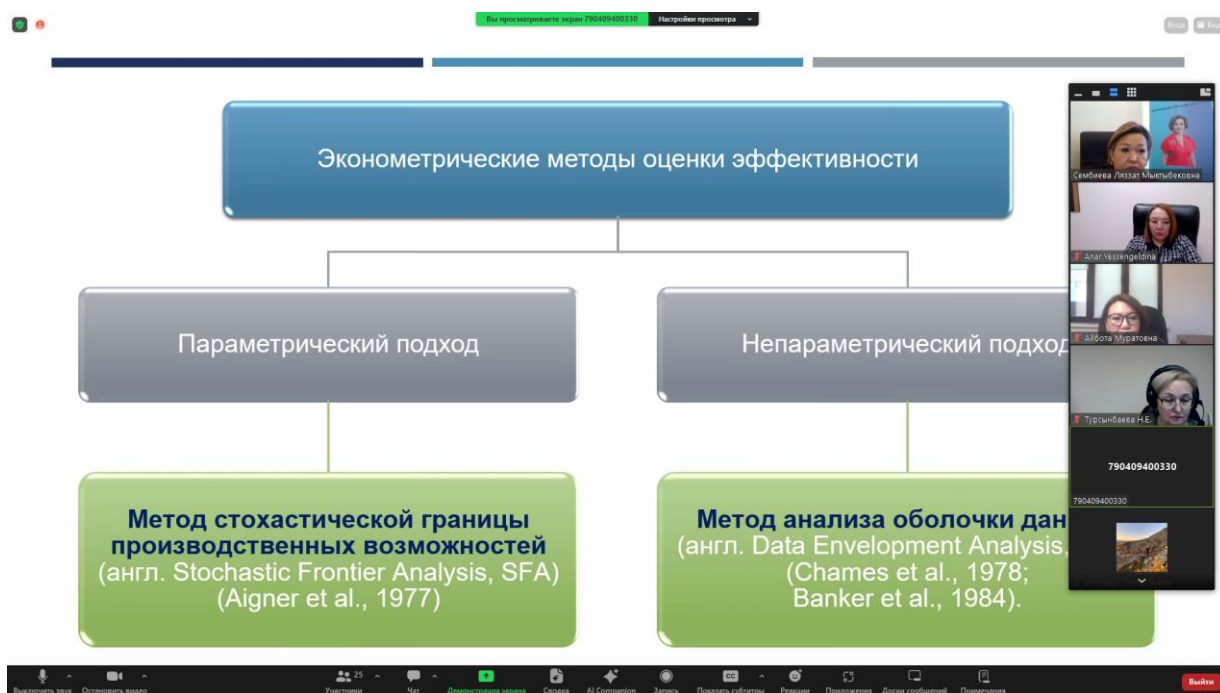 Вы просматриваете экран 790409400330
Настройки просмотра
Вход
Эконометрические методы оценки эффективности
Параметрический подход
Непараметрический подход
Метод стохастической границы
производственных возможностей
(англ. Stochastic Frontier Analysis, SFA)
(Aigner et al., 1977)
Метод анализа оболочки дан
(англ. Data Envelopment Analysis,
(Chames et al., 1978;
Banker et al., 1984).
Сембиева Ляззат Мыктыбековна
Anar.Yessengeldina
Айбота Муратовна
Турсынбаева Н.Е.
790409400330
790409400330
Выключить звук
Остановить видео
25
Участники
Чат
Демонстрация экрана
Сводка
AI Companion
Запись
Показать субтитры
Реакции
Приложения
Доски сообщений
Примечания
Выйти